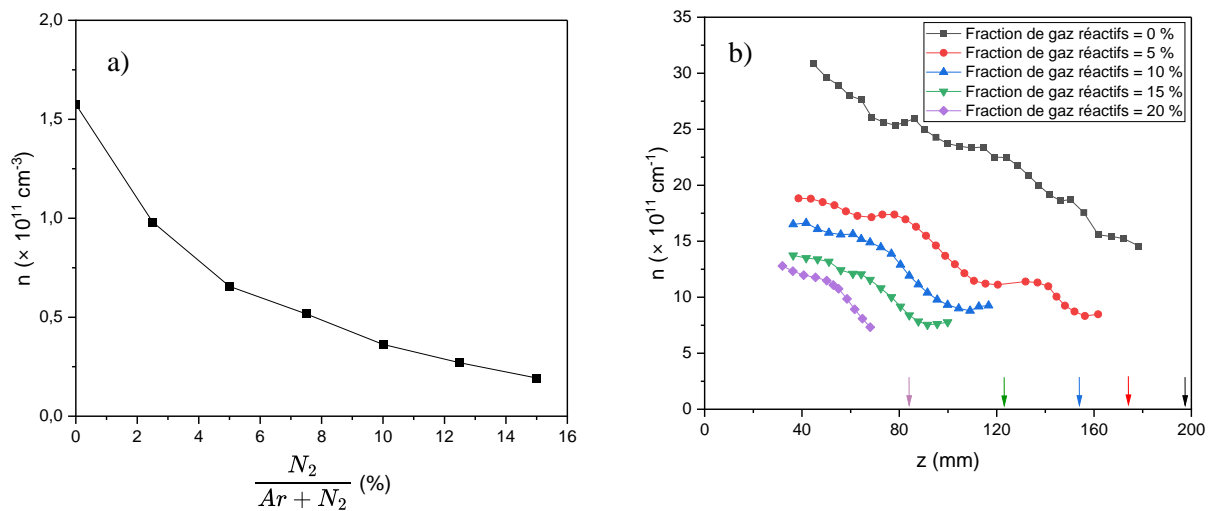 a)
2,0
1,5
1,0
0,5
0,0
n (× 10¹¹ cm⁻³)
0 2 4 6 8 10 12 14 16
N₂
Ar + N₂
(%)
b)
35
30
25
20
15
10
5
0
n (× 10¹¹ cm⁻¹)
Fraction de gaz réactifs = 0 %
Fraction de gaz réactifs = 5 %
Fraction de gaz réactifs = 10 %
Fraction de gaz réactifs = 15 %
Fraction de gaz réactifs = 20 %
0 40 80 120 160 200
z (mm)